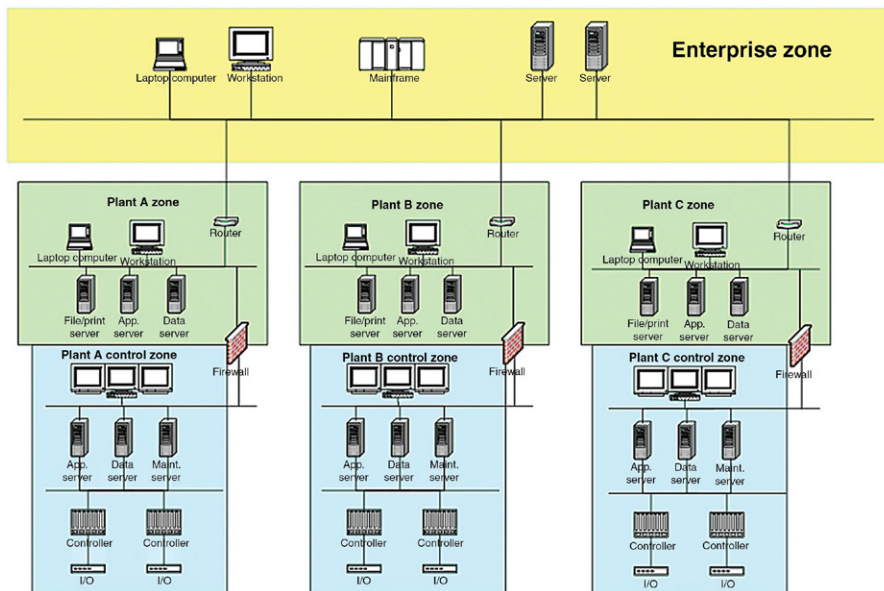 Enterprise zone
Laptop computer
Workstation
Mainframe
Server
Server
Plant A zone
Router
Laptop computer
Workstation
File/print
server
App.
server
Data
server
Firewall
Plant A control zone
App.
server
Data
server
Maint.
server
Controller
Controller
I/O
I/O
Plant B zone
Router
Laptop computer
Workstation
File/print
server
App.
server
Data
server
Firewall
Plant B control zone
App.
server
Data
server
Maint.
server
Controller
Controller
I/O
I/O
Plant C zone
Router
Laptop computer
Workstation
File/print
server
App.
server
Data
server
Firewall
Plant C control zone
App.
server
Data
server
Maint.
server
Controller
Controller
I/O
I/O